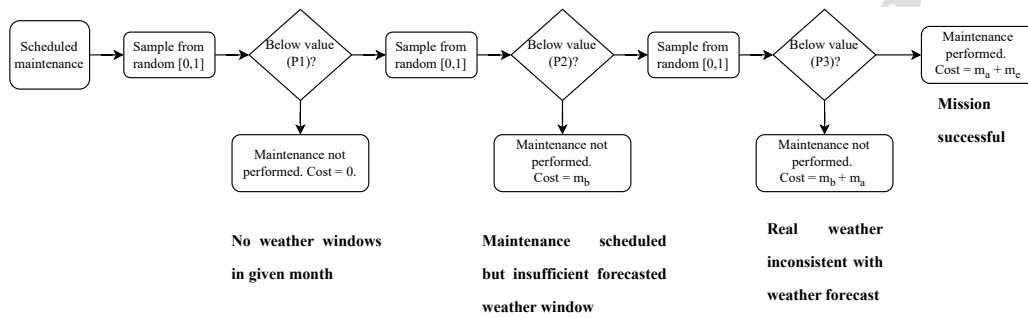 Scheduled
maintenance
Sample from
random [0,1]
Below value
(P1)?
Sample from
random [0,1]
Below value
(P2)?
Sample from
random [0,1]
Below value
(P3)?
Maintenance
performed.
Cost = mₐ + mₑ
Mission
successful
Maintenance not
performed. Cost = 0.
Maintenance not
performed.
Cost = m_b
Maintenance not
performed.
Cost = m_b + mₐ
No weather windows
in given month
Maintenance scheduled
but insufficient forecasted
weather window
Real weather
inconsistent with
weather forecast